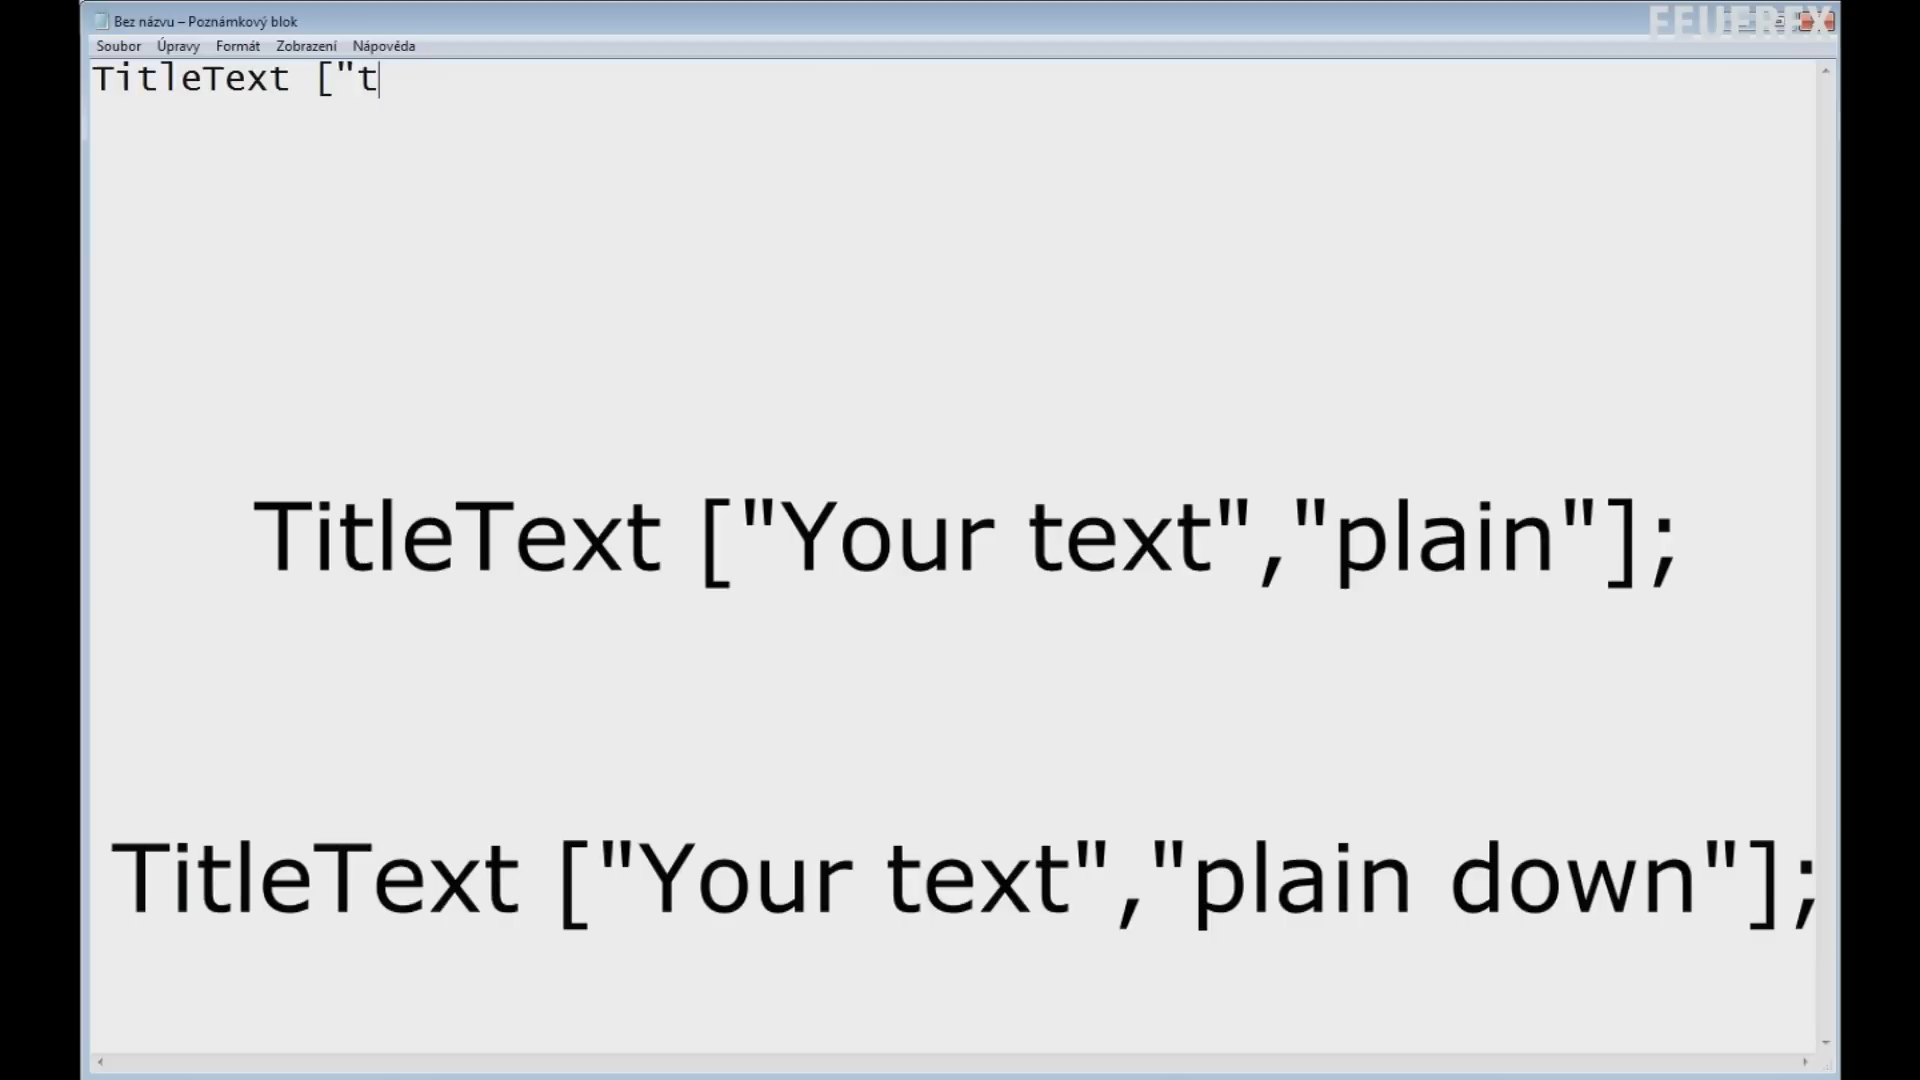 Bez názvu – Poznámkový blok
FEUEREX
Soubor Úpravy Formát Zobrazení Nápověda
TitleText ["t
TitleText ["Your text","plain"];
TitleText ["Your text","plain down"];